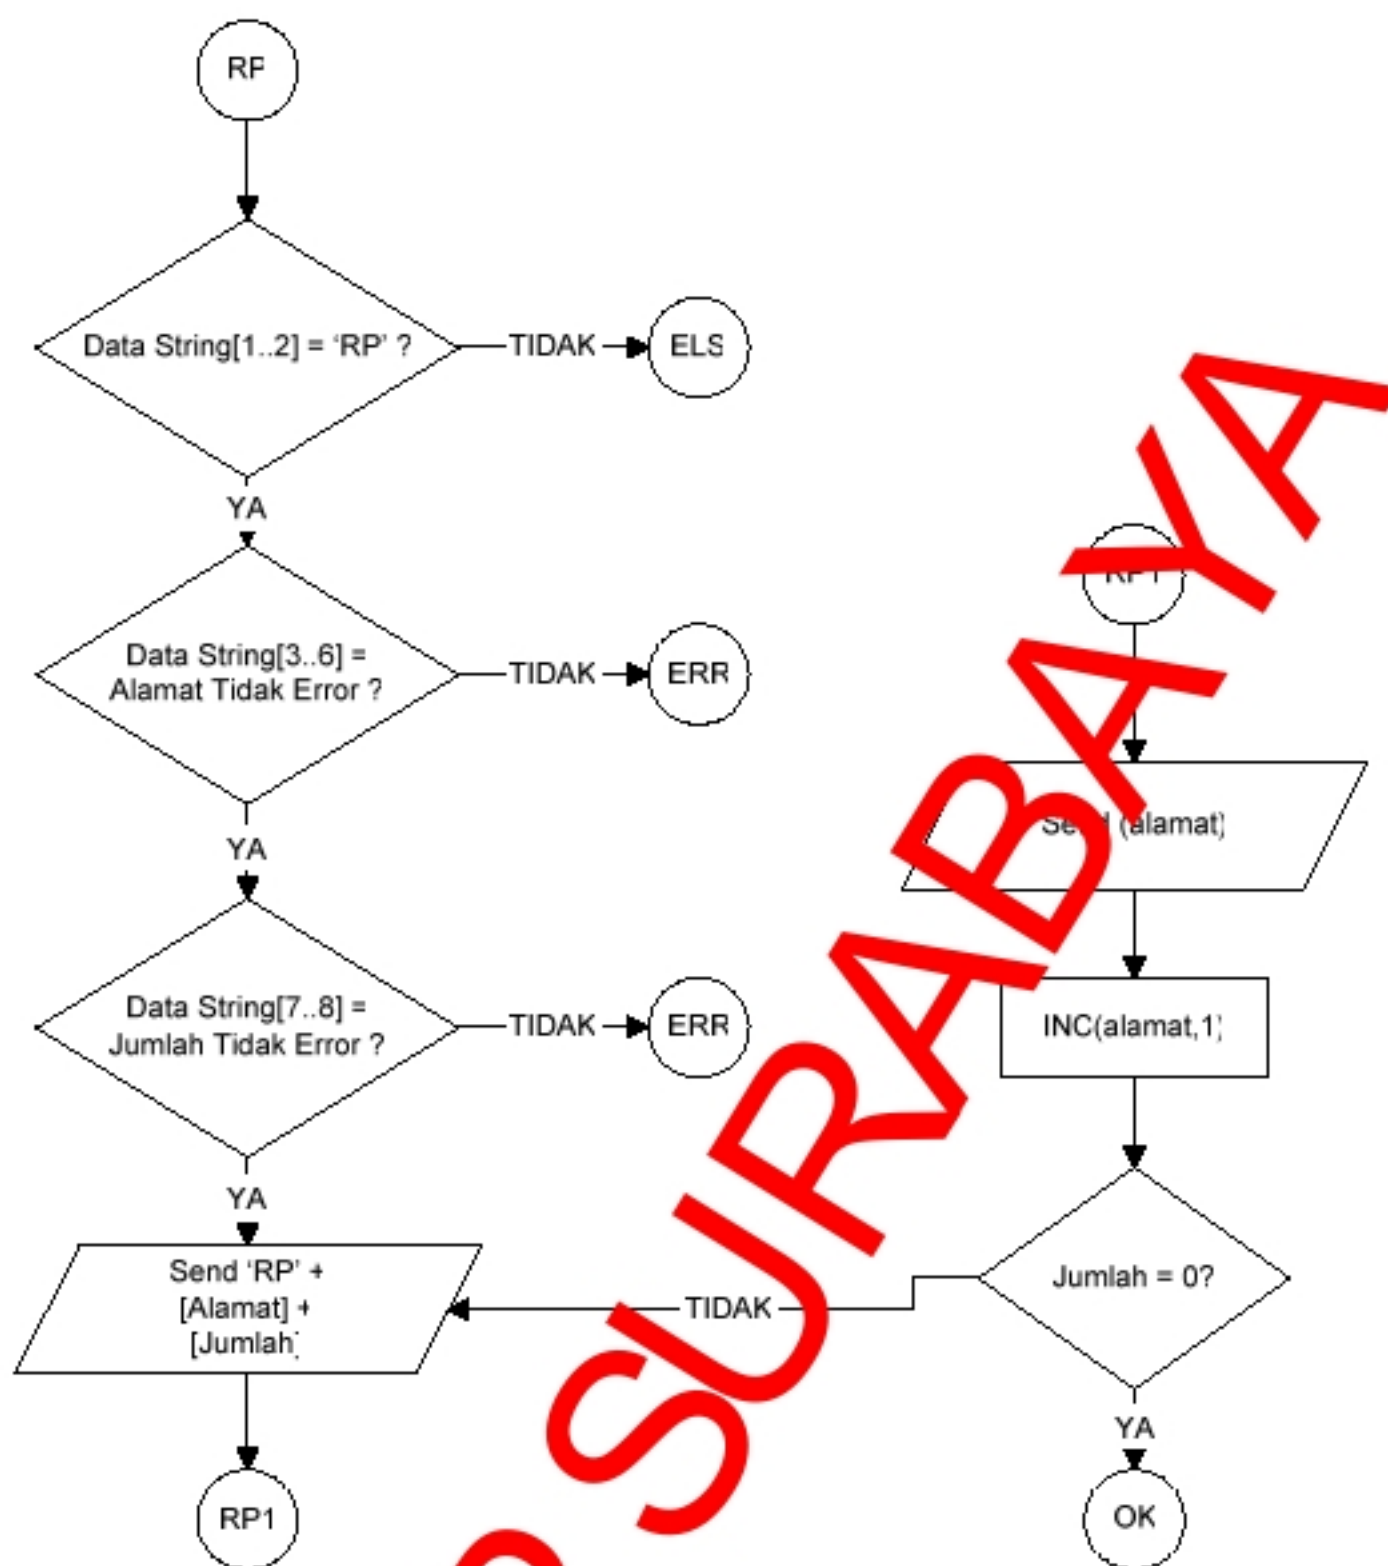 RP
Data String[1..2] = ‘RP’ ?
TIDAK
ELS
YA
Data String[3..6] =
Alamat Tidak Error ?
TIDAK
ERR
YA
Data String[7..8] =
Jumlah Tidak Error ?
TIDAK
ERR
YA
Send ‘RP’ +
[Alamat] +
[Jumlah]
RP1
RP1
Send (alamat)
INC(alamat,1)
Jumlah = 0?
TIDAK
YA
OK
SURABAYA